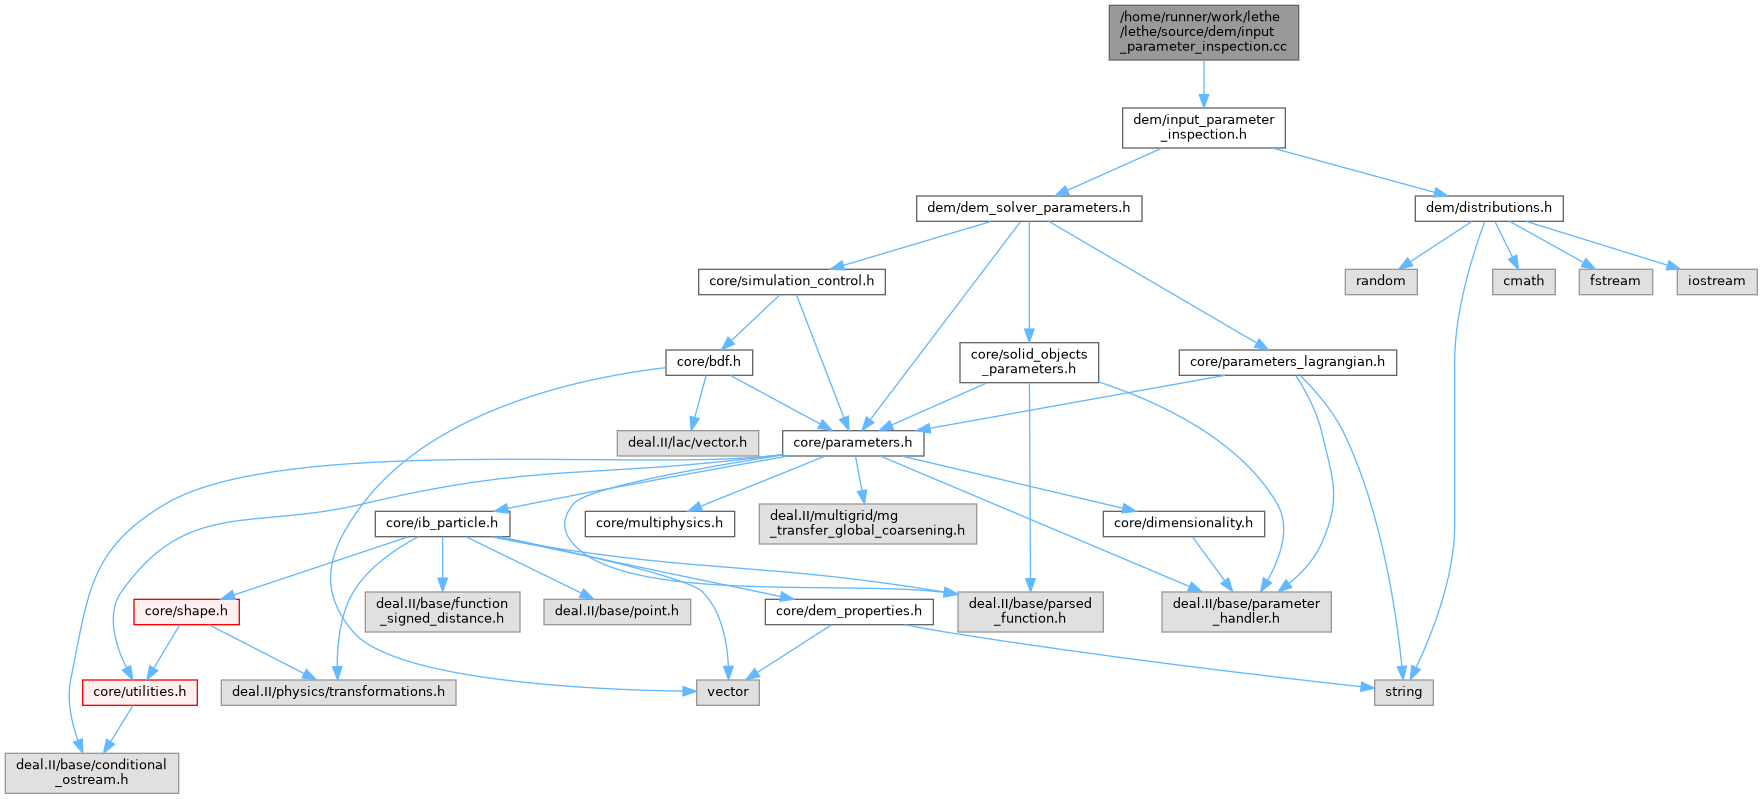 /home/runner/work/lethe
/lethe/source/dem/input
_parameter_inspection.cc
dem/input_parameter
_inspection.h
dem/dem_solver_parameters.h
dem/distributions.h
core/simulation_control.h
random
cmath
fstream
iostream
core/bdf.h
core/solid_objects
_parameters.h
core/parameters_lagrangian.h
deal.II/lac/vector.h
core/parameters.h
core/ib_particle.h
core/multiphysics.h
deal.II/multigrid/mg
_transfer_global_coarsening.h
core/dimensionality.h
core/shape.h
deal.II/base/function
_signed_distance.h
deal.II/base/point.h
core/dem_properties.h
deal.II/base/parsed
_function.h
deal.II/base/parameter
_handler.h
core/utilities.h
deal.II/physics/transformations.h
vector
string
deal.II/base/conditional
_ostream.h